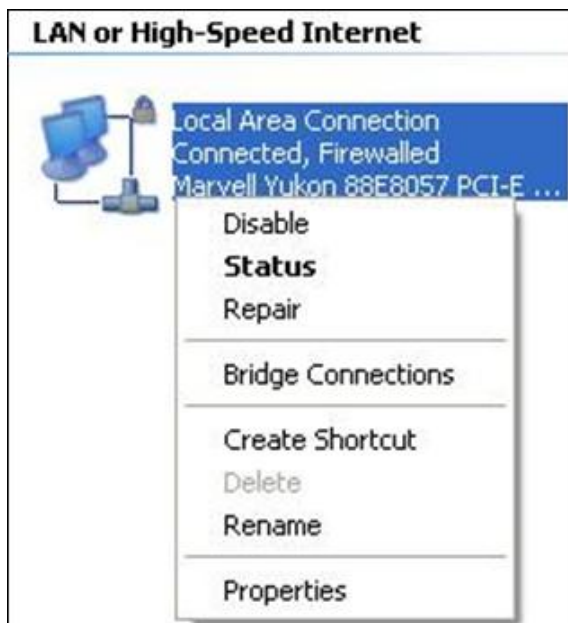 LAN or High-Speed Internet
Local Area Connection
Connected, Firewalled
Marvell Yukon 88E8057 PCI-E ...
Disable
Status
Repair
Bridge Connections
Create Shortcut
Delete
Rename
Properties